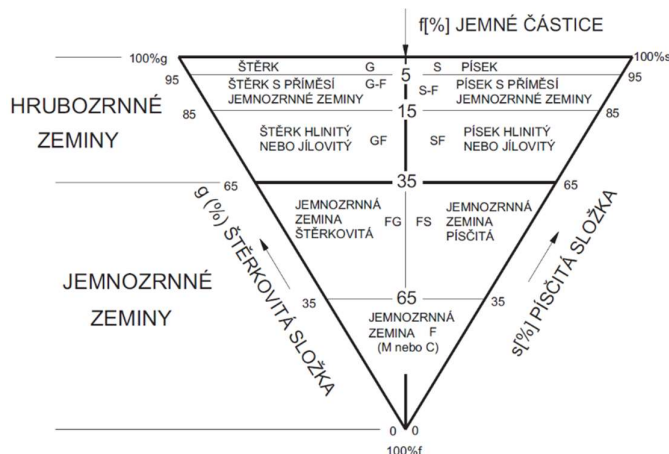 f[%] JEMNÉ ČÁSTICE
100%g
ŠTĚRK G S PÍSEK
100%s
95 5 95
ŠTĚRK S PŘÍMĚSÍ G-F
JEMNOZRNNÉ ZEMINY
S-F PÍSEK S PŘÍMĚSÍ
JEMNOZRNNÉ ZEMINY
85 15 85
HRUBOZRNNÉ
ZEMINY
ŠTĚRK HLINITÝ
NEBO JÍLOVITÝ GF
SF PÍSEK HLINITÝ
NEBO JÍLOVITÝ
65 35 65
g (%) ŠTĚRKOVITÁ SLOŽKA
JEMNOZRNNÁ
ZEMINA FG
ŠTĚRKOVITÁ
JEMNOZRNNÁ
FS ZEMINA
PÍSČITÁ
s[%] PÍSČITÁ SLOŽKA
JEMNOZRNNÉ
ZEMINY
35 65 35
JEMNOZRNNÁ
ZEMINA F
(M nebo C)
0 0
100%f